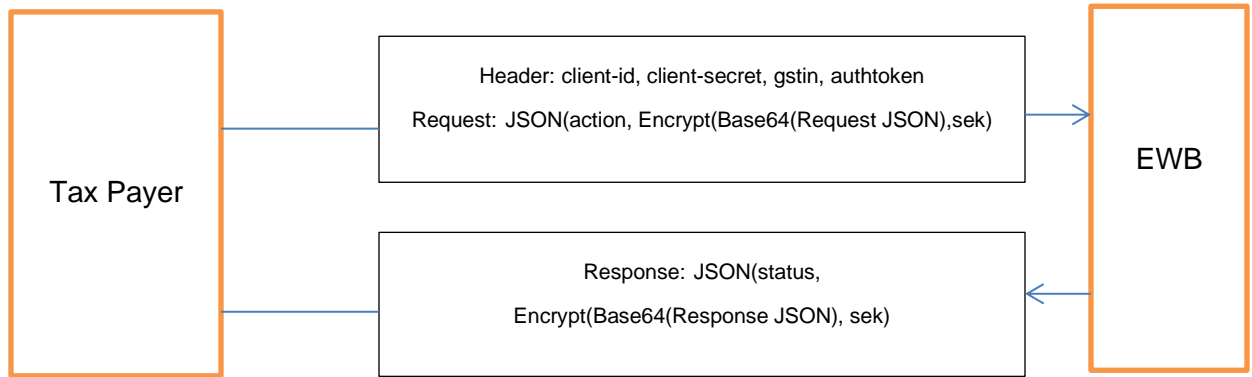 Tax Payer
Header: client-id, client-secret, gstin, authtoken
Request: JSON(action, Encrypt(Base64(Request JSON),sek)
EWB
Response: JSON(status,
Encrypt(Base64(Response JSON), sek)